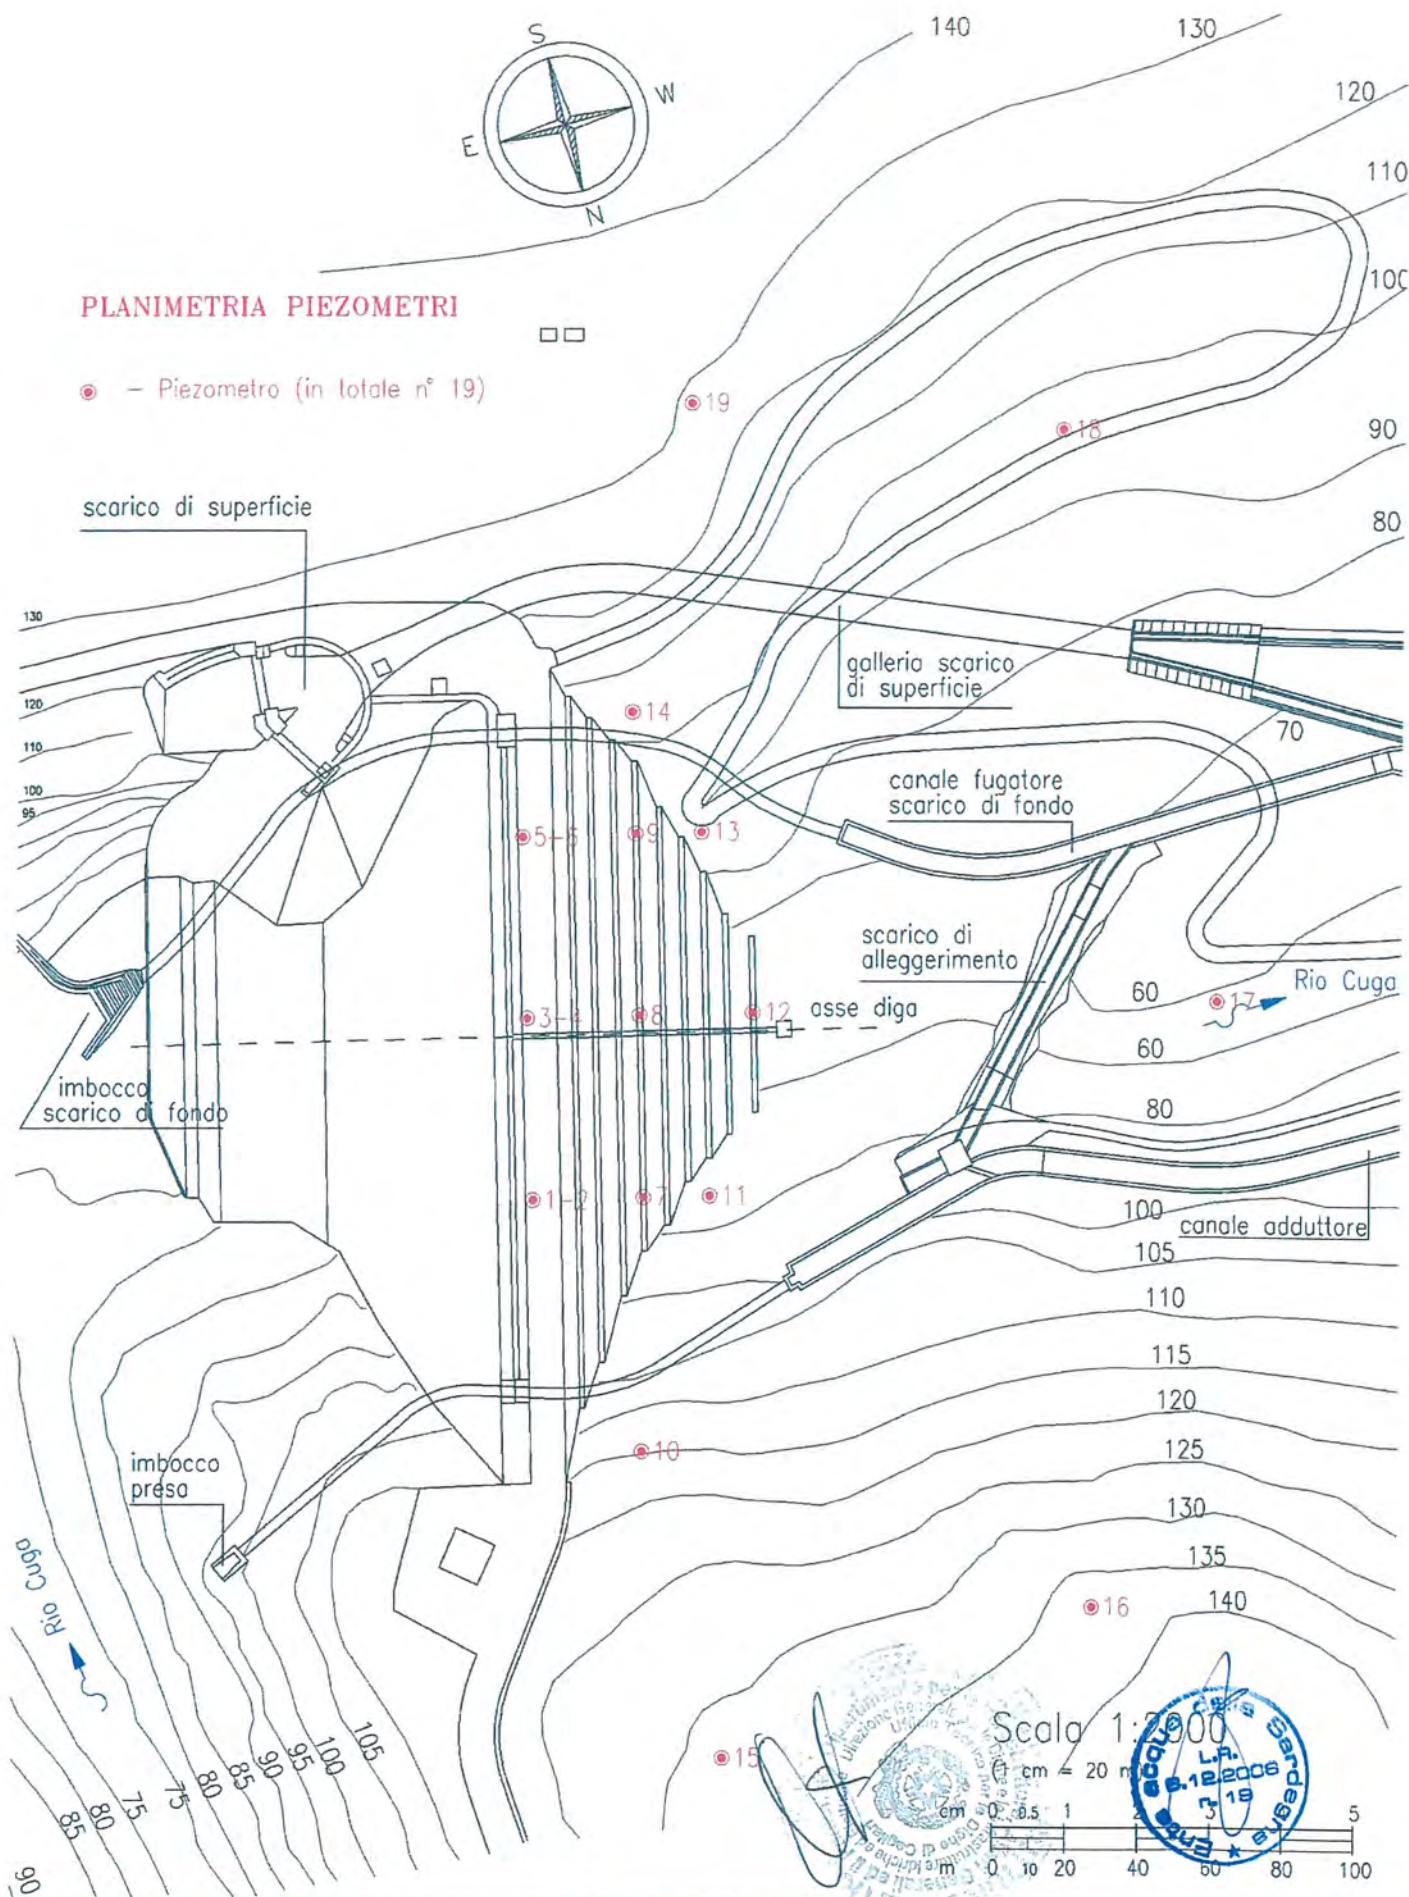 140
130
120
110
100
90
80
S
W
E
N
PLANIMETRIA PIEZOMETRI
– Piezometro (in totale n° 19)
19
18
scarico di superficie
130
120
110
100
95
galleria scarico
di superficie
14
70
canale fugatore
scarico di fondo
5-6
9
13
scarico di
alleggerimento
Rio Cuga
60
17
3-4
8
12
asse diga
60
imbocco
scarico di fondo
80
1-2
7
11
100
canale adduttore
105
110
115
120
10
125
imbocco
presa
130
135
Rio Cuga
16
140
15
105
100
95
90
85
80
75
75
80
85
90
Scala 1:2000
(1 cm = 20 m
cm 0 0.5 1 2 3 5
m 0 10 20 40 60 80 100
Ente acque della Sardegna
L.R.
6.12.2006
n. 19